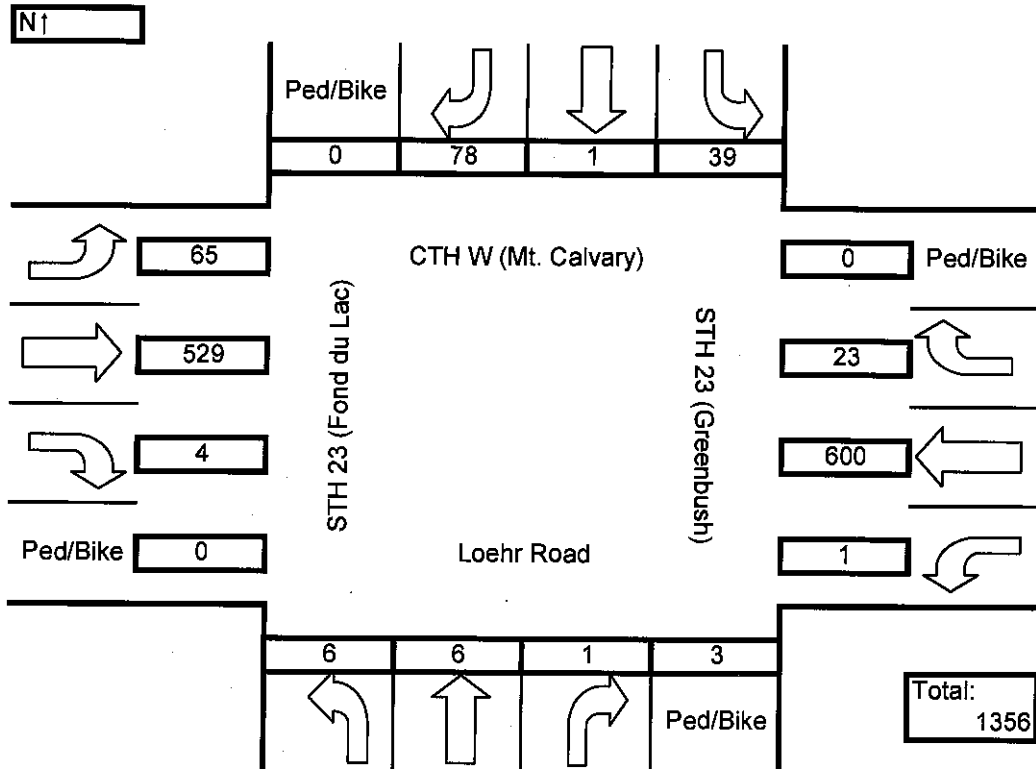 N↑
Ped/Bike
0 78 1 39
65 CTH W (Mt. Calvary) 0 Ped/Bike
STH 23 (Fond du Lac)
STH 23 (Greenbush)
529 23
4 600
Ped/Bike 0 Loehr Road 1
6 6 1 3
Ped/Bike
Total:
1356